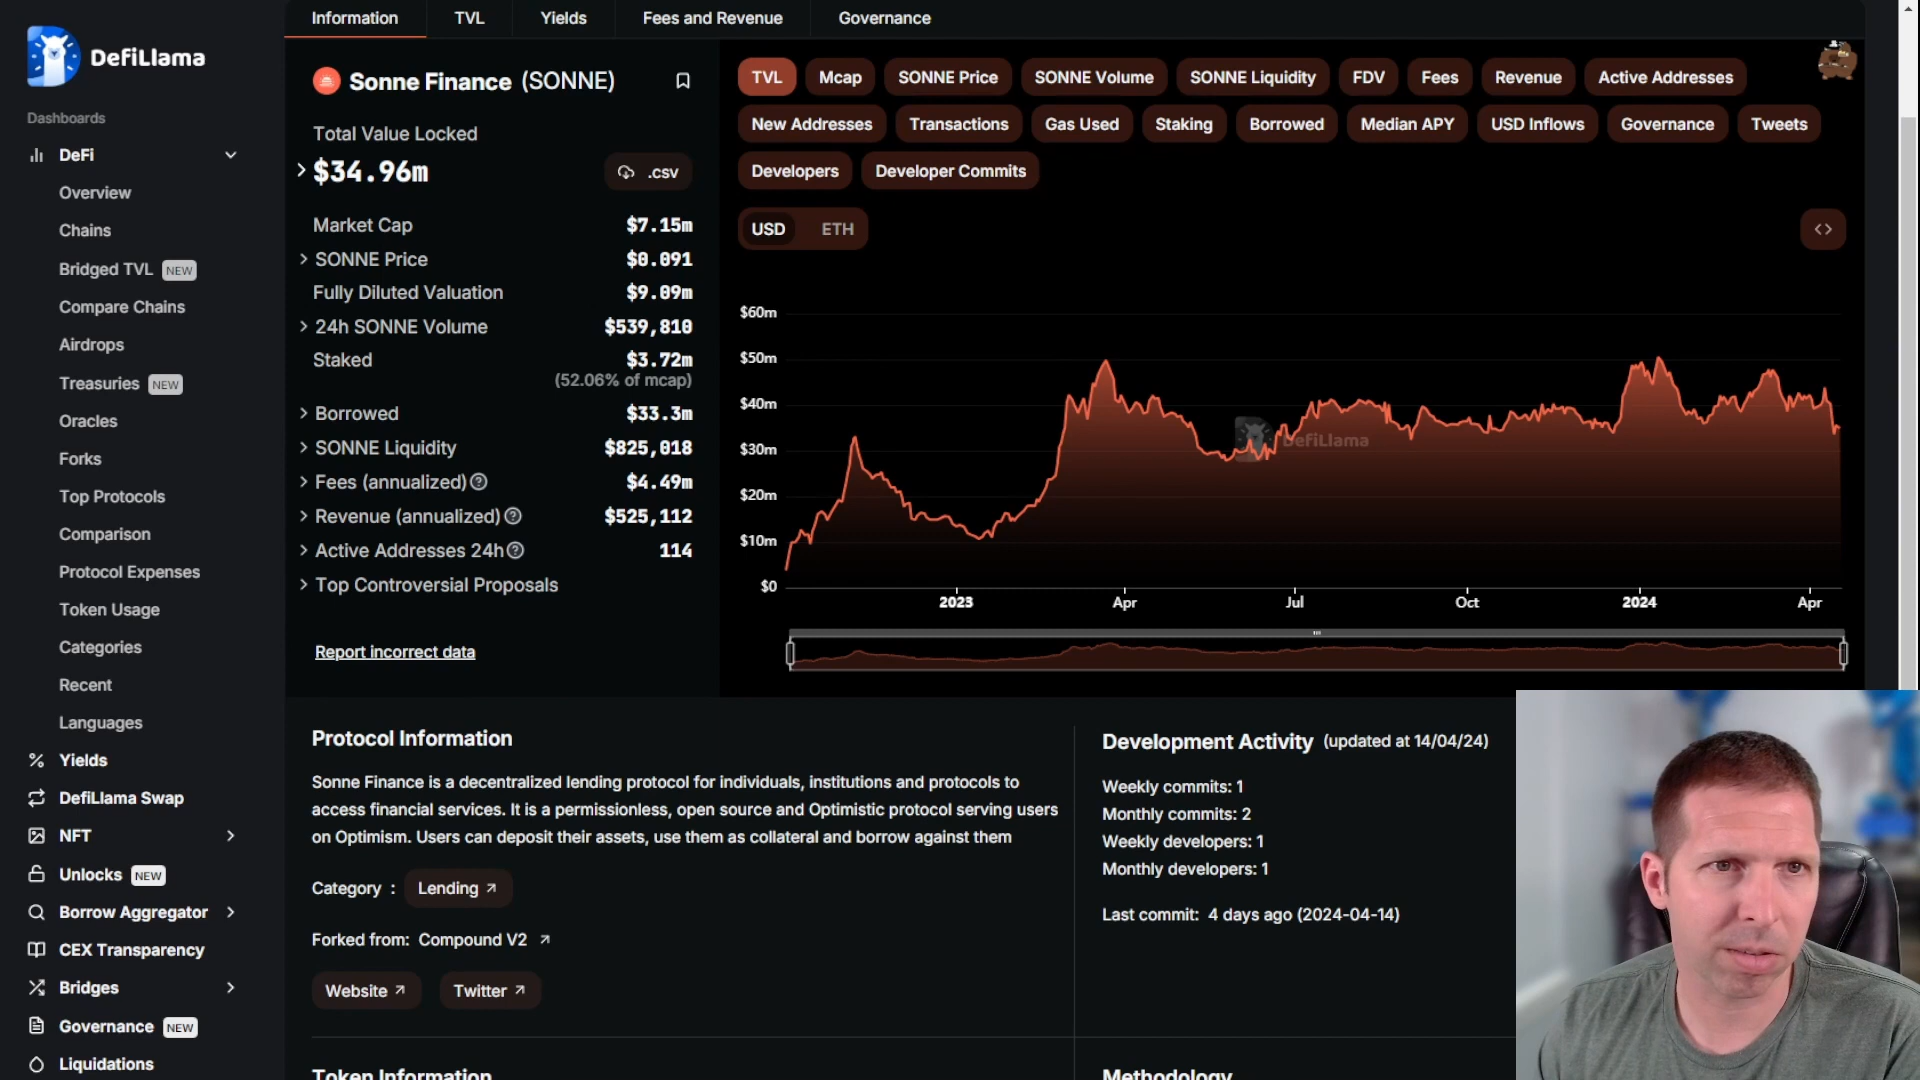 DefiLlama
Dashboards
DeFi
Overview
Chains
Bridged TVL NEW
Compare Chains
Airdrops
Treasuries NEW
Oracles
Forks
Top Protocols
Comparison
Protocol Expenses
Token Usage
Categories
Recent
Languages
Yields
DefiLlama Swap
NFT
Unlocks NEW
Borrow Aggregator
CEX Transparency
Bridges
Governance NEW
Liquidations
Information TVL Yields Fees and Revenue Governance
Sonne Finance (SONNE)
Total Value Locked
$34.96m .csv
Market Cap $7.15m
SONNE Price $0.091
Fully Diluted Valuation $9.09m
24h SONNE Volume $539,810
Staked $3.72m
(52.06% of mcap)
Borrowed $33.3m
SONNE Liquidity $825,018
Fees (annualized) $4.49m
Revenue (annualized) $525,112
Active Addresses 24h 114
Top Controversial Proposals
Report incorrect data
TVL Mcap SONNE Price SONNE Volume SONNE Liquidity FDV Fees Revenue Active Addresses
New Addresses Transactions Gas Used Staking Borrowed Median APY USD Inflows Governance Tweets
Developers Developer Commits
USD ETH
$60m
$50m
$40m
$30m
$20m
$10m
$0
DefiLlama
2023 Apr Jul Oct 2024 Apr
Protocol Information
Sonne Finance is a decentralized lending protocol for individuals, institutions and protocols to
access financial services. It is a permissionless, open source and Optimistic protocol serving users
on Optimism. Users can deposit their assets, use them as collateral and borrow against them
Category : Lending
Forked from: Compound V2
Website Twitter
Development Activity (updated at 14/04/24)
Weekly commits: 1
Monthly commits: 2
Weekly developers: 1
Monthly developers: 1
Last commit: 4 days ago (2024-04-14)
Token Information
Methodology